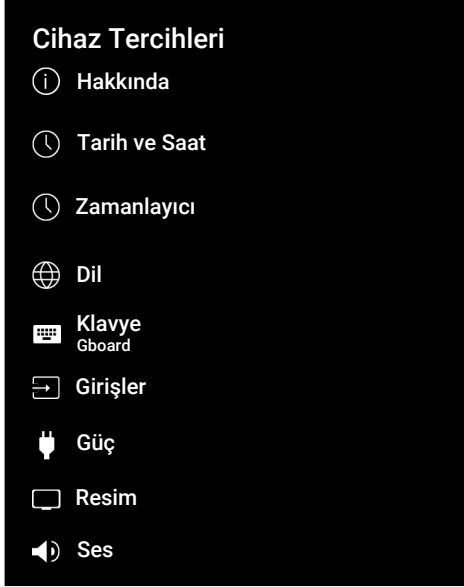 Cihaz Tercihleri
Hakkında
Tarih ve Saat
Zamanlayıcı
Dil
Klavye
Gboard
Girişler
Güç
Resim
Ses